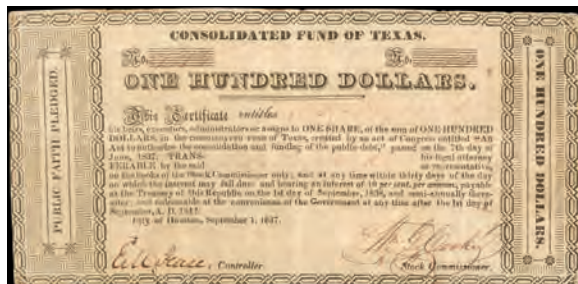 CONSOLIDATED FUND OF TEXAS.
No. No.
ONE HUNDRED DOLLARS.
This Certificate entitles
his heirs, executors, administrators or assigns to ONE SHARE, of the sum of ONE HUNDRED
DOLLARS, in the consolidated fund of Texas, created by an act of Congress entitled "AN
Act to authorize the consolidation and funding of the public debt," passed on the 7th day of
June, 1837. TRANS- his legal attorney
FERABLE by the said or representative,
on the books of the Stock Commissioner only; and at any time within thirty days of the day
on which the interest may fall due: and bearing an interest of 10 per cent. per annum, payable
at the Treasury of this Republic on the 1st day of September, 1838, and semi-annually there-
after; and redeemable at the convenience of the Government at any time after the 1st day of
September, A. D. 1842.
City of Houston, September 1, 1837.
Controller Stock Commissioner.
PUBLIC FAITH PLEDGED.
ONE HUNDRED DOLLARS.